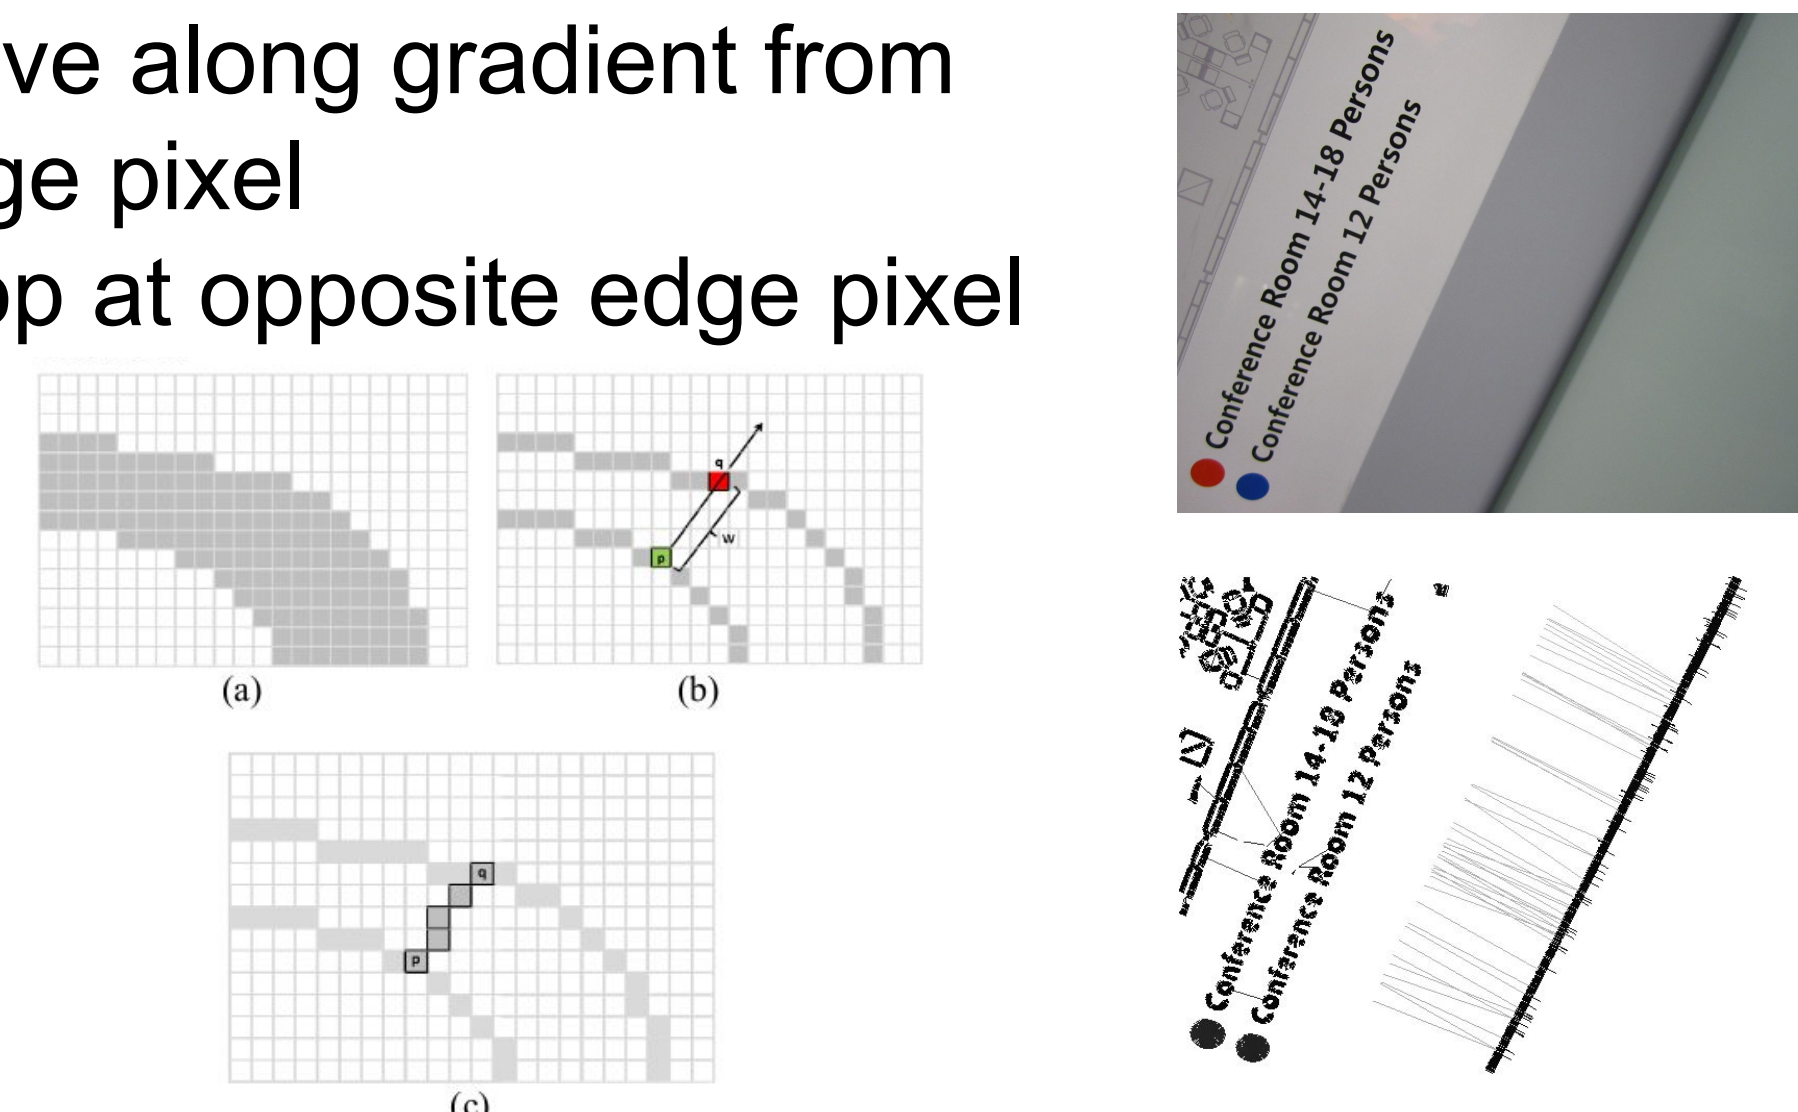 ve along gradient from
ge pixel
op at opposite edge pixel
q
w
p
(a)
(b)
q
p
(c)
Conference Room 14-18 Persons
Conference Room 12 Persons
Conference Room 14-18 Persons
Conference Room 12 Persons